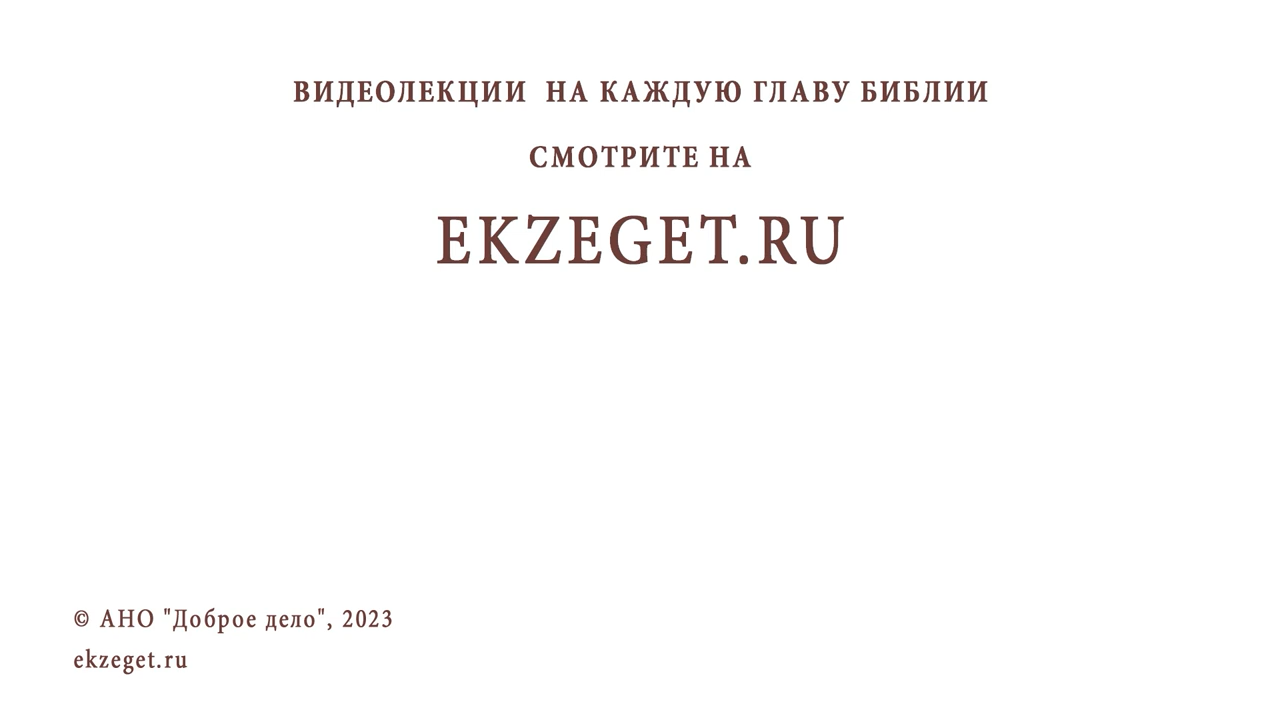 ВИДЕОЛЕКЦИИ НА КАЖДУЮ ГЛАВУ БИБЛИИ
СМОТРИТЕ НА
EKZEGET.RU
© АНО "Доброе дело", 2023
ekzeget.ru